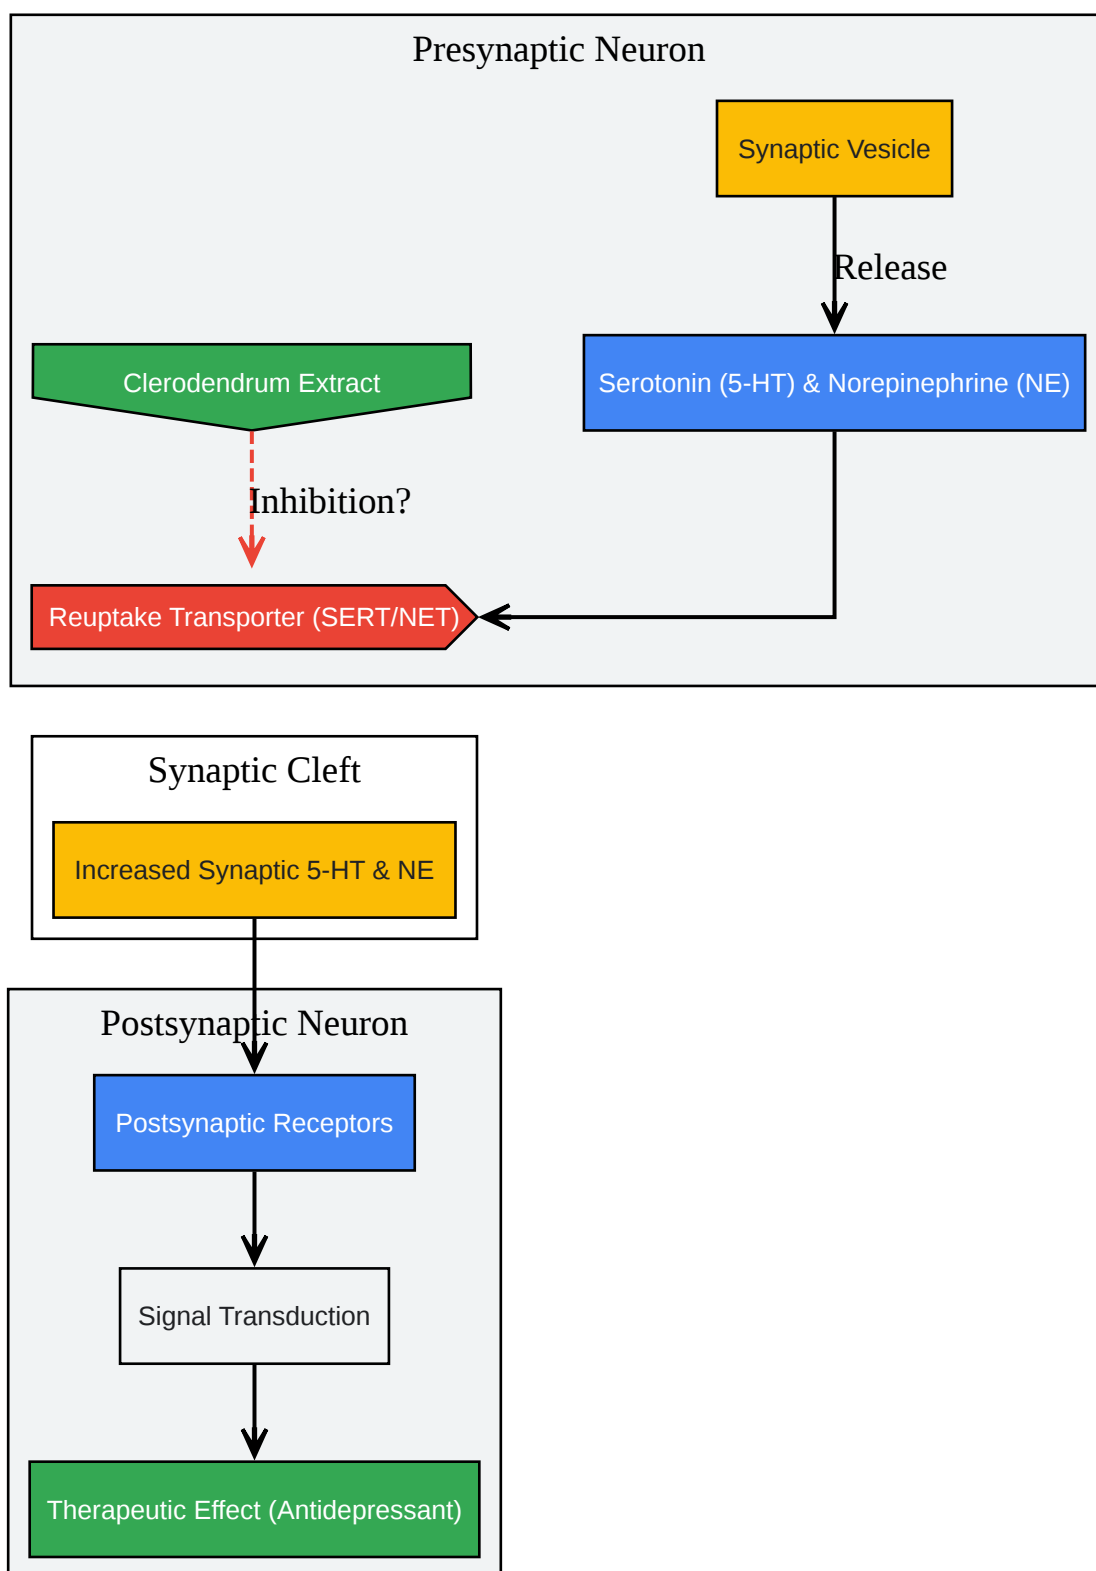 Presynaptic Neuron
Synaptic Vesicle
Release
Clerodendrum Extract
Serotonin (5-HT) & Norepinephrine (NE)
Inhibition?
Reuptake Transporter (SERT/NET)
Synaptic Cleft
Increased Synaptic 5-HT & NE
Postsynaptic Neuron
Postsynaptic Receptors
Signal Transduction
Therapeutic Effect (Antidepressant)